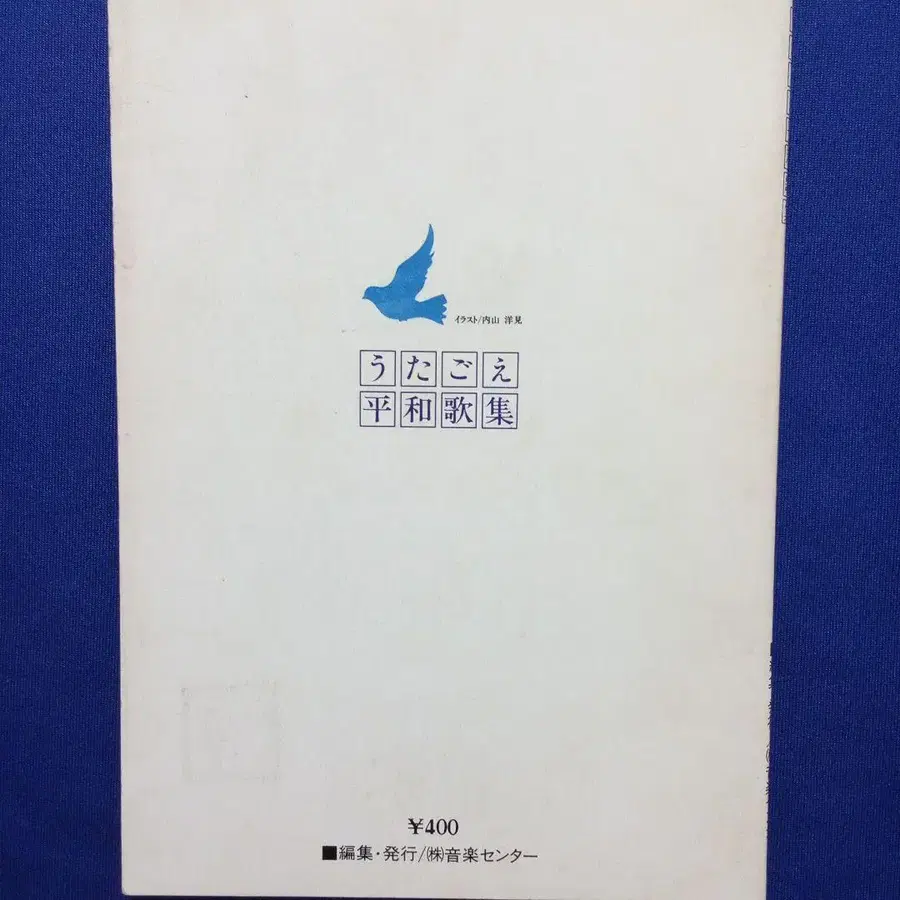 イラスト/内山 洋見
うたごえ
平和歌集
¥400
■編集・発行/㈱音楽センター